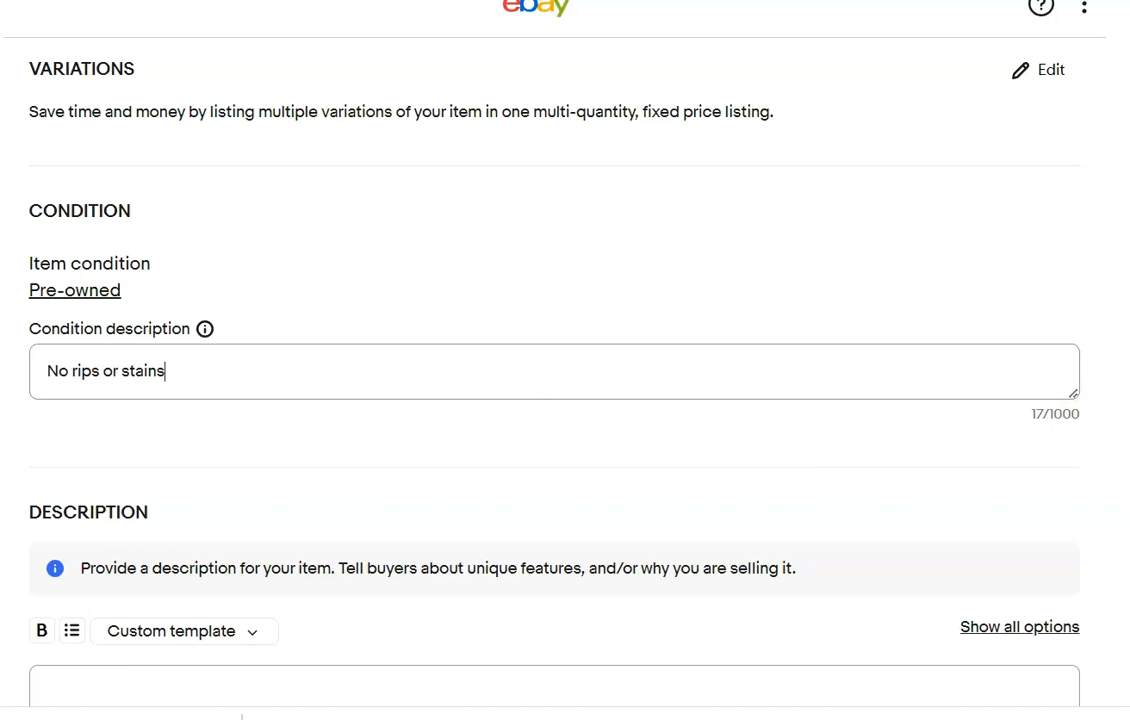 ebay
VARIATIONS
Edit
Save time and money by listing multiple variations of your item in one multi-quantity, fixed price listing.
CONDITION
Item condition
Pre-owned
Condition description
No rips or stains
17/1000
DESCRIPTION
Provide a description for your item. Tell buyers about unique features, and/or why you are selling it.
B
Custom template
Show all options